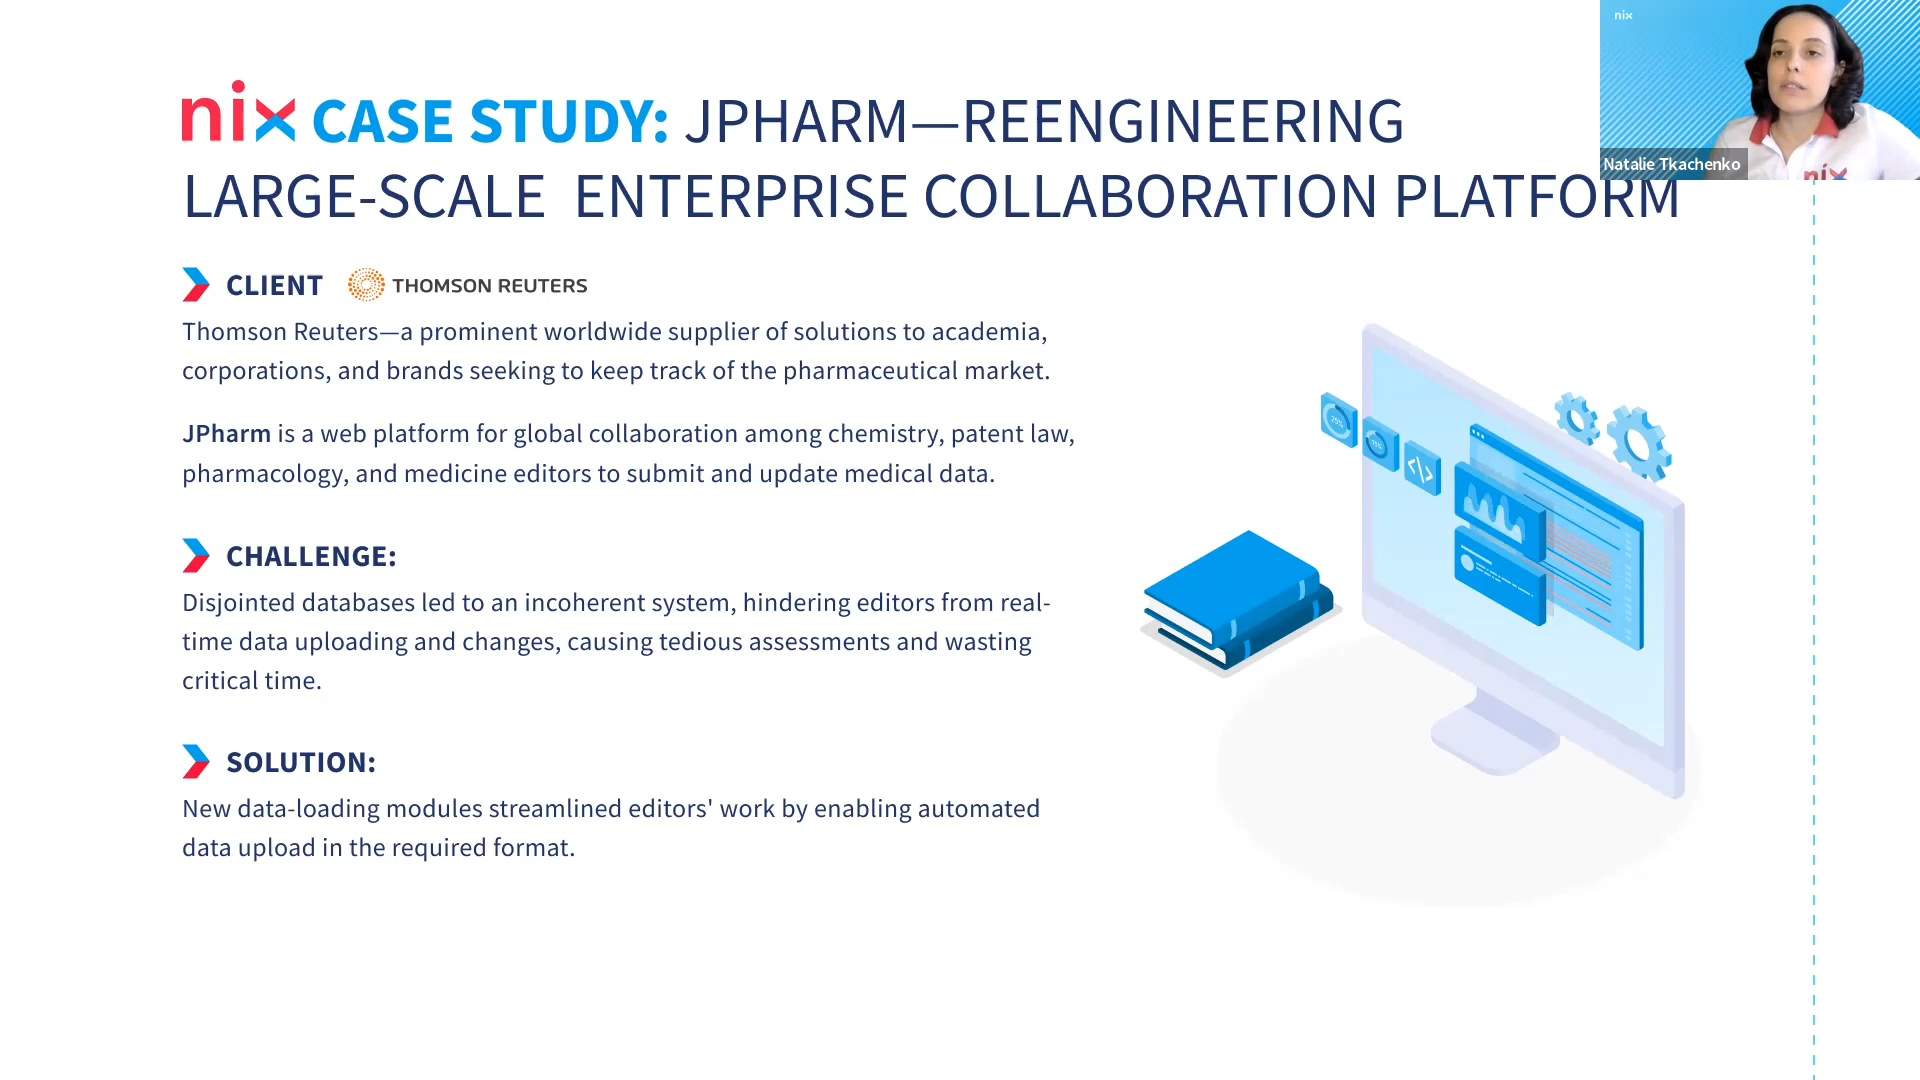 nix CASE STUDY: JPHARM—REENGINEERING
LARGE-SCALE ENTERPRISE COLLABORATION PLATFORM
nix
Natalie Tkachenko
nix
CLIENT THOMSON REUTERS
Thomson Reuters—a prominent worldwide supplier of solutions to academia,
corporations, and brands seeking to keep track of the pharmaceutical market.
JPharm is a web platform for global collaboration among chemistry, patent law,
pharmacology, and medicine editors to submit and update medical data.
CHALLENGE:
Disjointed databases led to an incoherent system, hindering editors from real-
time data uploading and changes, causing tedious assessments and wasting
critical time.
SOLUTION:
New data-loading modules streamlined editors' work by enabling automated
data upload in the required format.